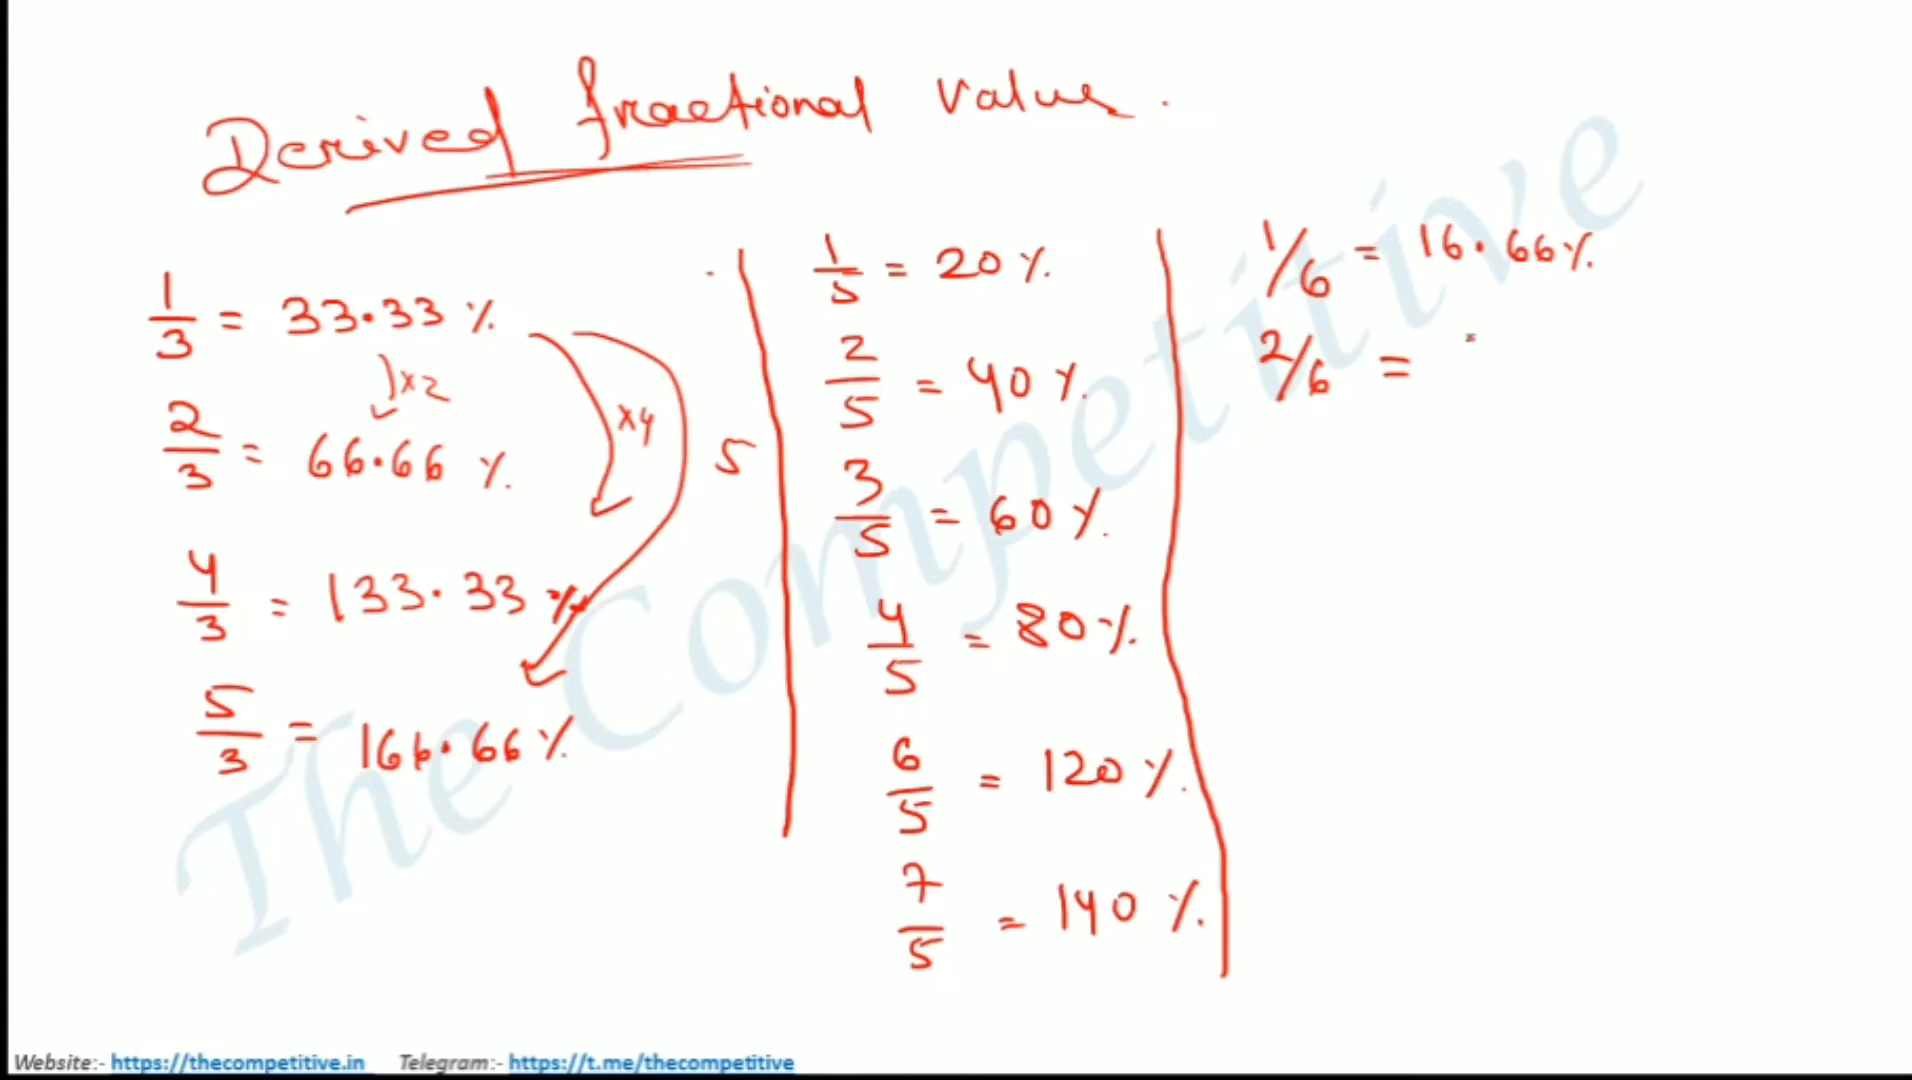 Derived fractional value.
1/3 = 33.33 %
)x2
2/3 = 66.66 %.
x4
5
4/3 = 133.33 %
5/3 = 166.66 %
1/5 = 20 %.
2/5 = 40 %.
3/5 = 60 %.
4/5 = 80 %.
6/5 = 120 %.
7/5 = 140 %.
1/6 = 16.66 %.
2/6 =
The Competitive
Website:- https://thecompetitive.in Telegram:- https://t.me/thecompetitive